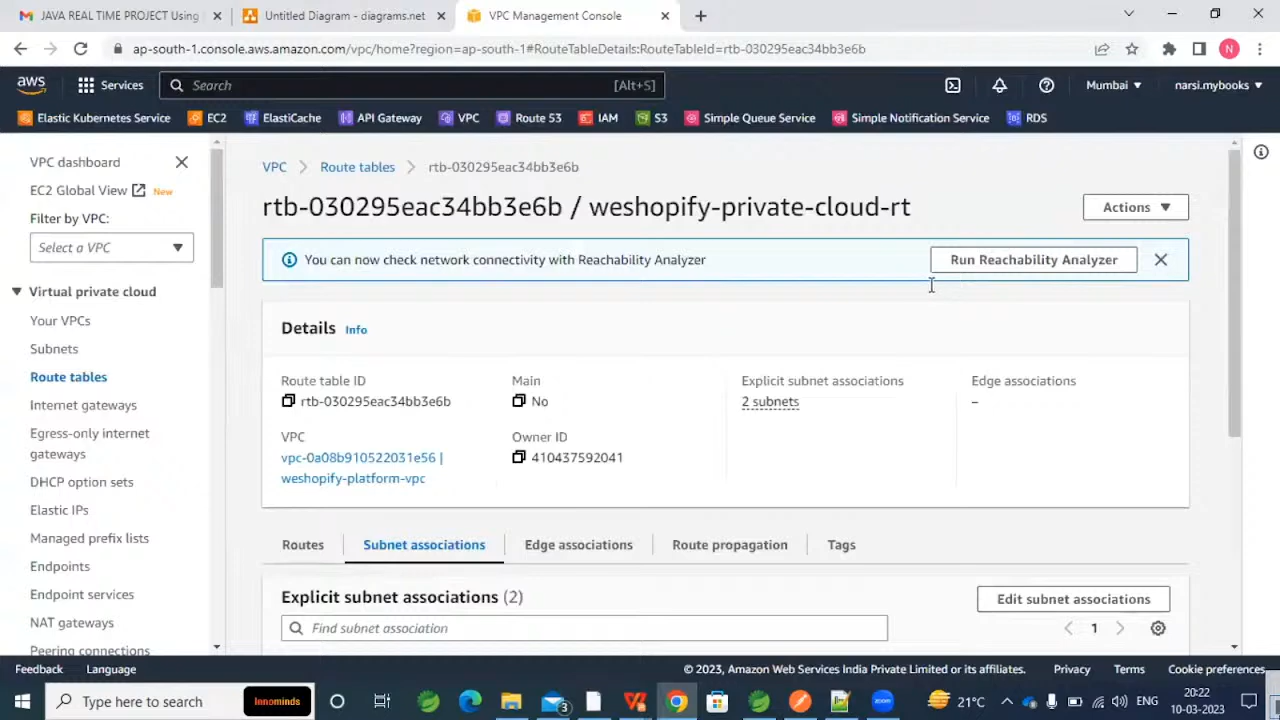 JAVA REAL TIME PROJECT Using
Untitled Diagram - diagrams.net
VPC Management Console
ap-south-1.console.aws.amazon.com/vpc/home?region=ap-south-1#RouteTableDetails:RouteTableId=rtb-030295eac34bb3e6b
N
aws
Services
Search
[Alt+S]
Mumbai
narsi.mybooks
Elastic Kubernetes Service
EC2
ElastiCache
API Gateway
VPC
Route 53
IAM
S3
Simple Queue Service
Simple Notification Service
RDS
VPC dashboard
EC2 Global View
New
Filter by VPC:
Select a VPC
Virtual private cloud
Your VPCs
Subnets
Route tables
Internet gateways
Egress-only internet
gateways
DHCP option sets
Elastic IPs
Managed prefix lists
Endpoints
Endpoint services
NAT gateways
Peering connections
VPC
Route tables
rtb-030295eac34bb3e6b
rtb-030295eac34bb3e6b / weshopify-private-cloud-rt
Actions
You can now check network connectivity with Reachability Analyzer
Run Reachability Analyzer
Details
Info
Route table ID
rtb-030295eac34bb3e6b
Main
No
Explicit subnet associations
2 subnets
Edge associations
–
VPC
vpc-0a08b910522031e56 |
weshopify-platform-vpc
Owner ID
410437592041
Routes
Subnet associations
Edge associations
Route propagation
Tags
Explicit subnet associations (2)
Edit subnet associations
Find subnet association
1
Feedback
Language
© 2023, Amazon Web Services India Private Limited or its affiliates.
Privacy
Terms
Cookie preferences
Type here to search
Innominds
3
zoom
21°C
ENG
20:22
10-03-2023